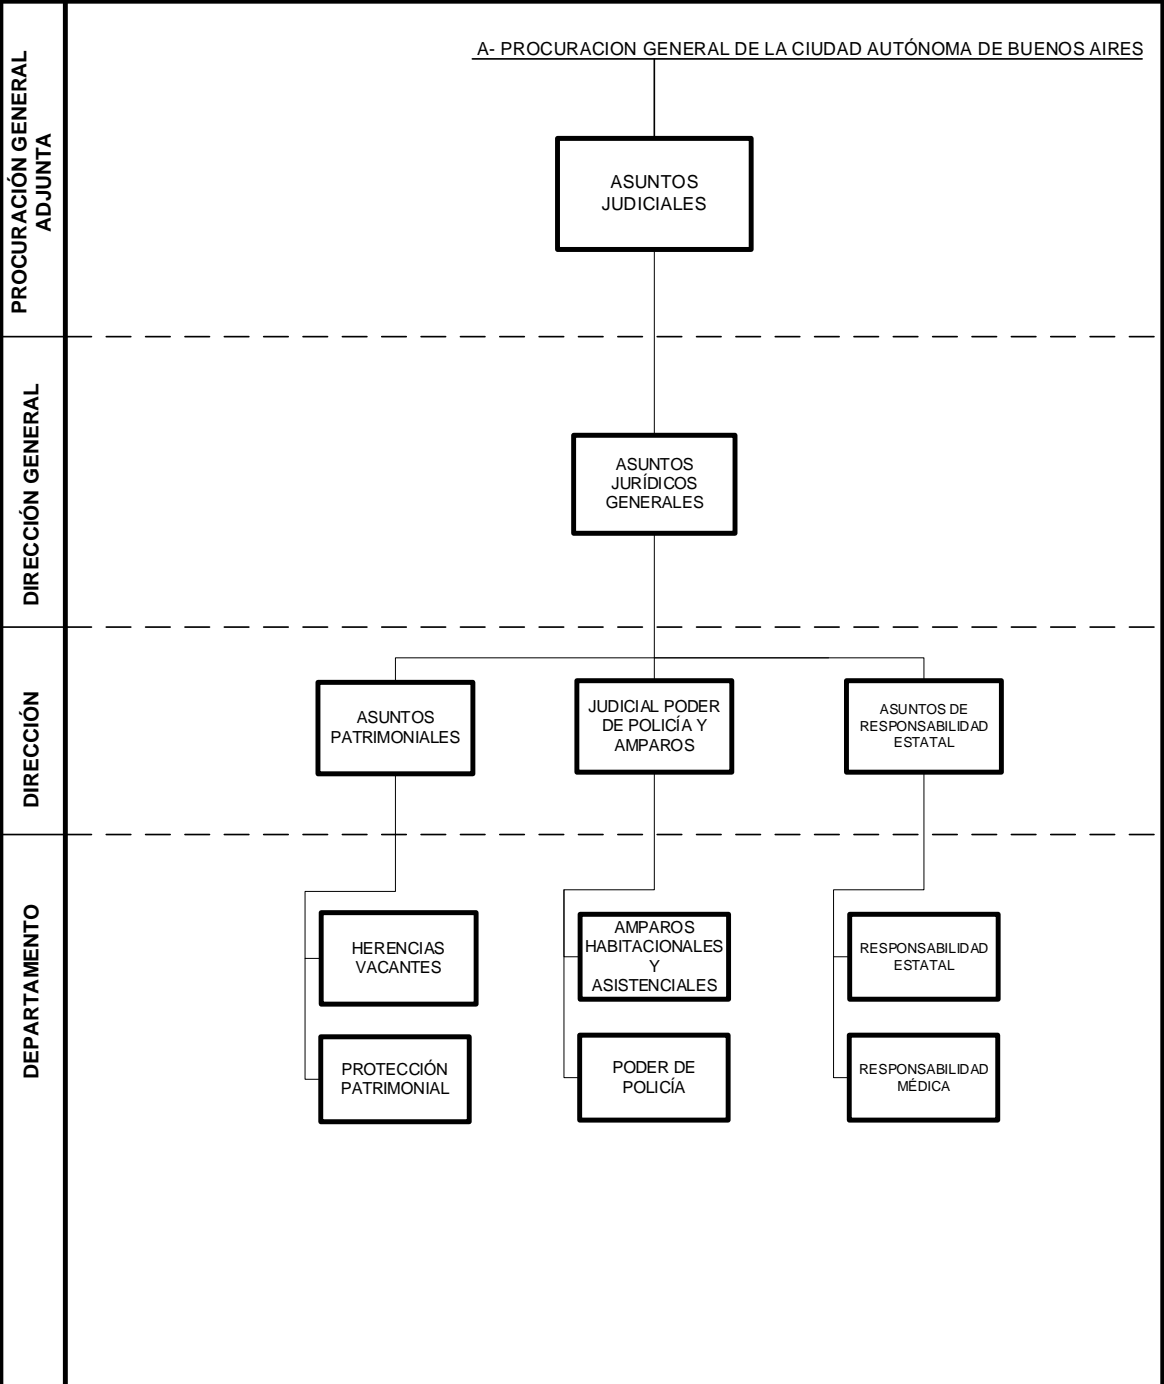 A- PROCURACION GENERAL DE LA CIUDAD AUTÓNOMA DE BUENOS AIRES
PROCURACIÓN GENERAL
ADJUNTA
ASUNTOS
JUDICIALES
DIRECCIÓN GENERAL
ASUNTOS
JURÍDICOS
GENERALES
DIRECCIÓN
ASUNTOS
PATRIMONIALES
JUDICIAL PODER
DE POLICÍA Y
AMPAROS
ASUNTOS DE
RESPONSABILIDAD
ESTATAL
DEPARTAMENTO
HERENCIAS
VACANTES
AMPAROS
HABITACIONALES
Y
ASISTENCIALES
RESPONSABILIDAD
ESTATAL
PROTECCIÓN
PATRIMONIAL
PODER DE
POLICÍA
RESPONSABILIDAD
MÉDICA